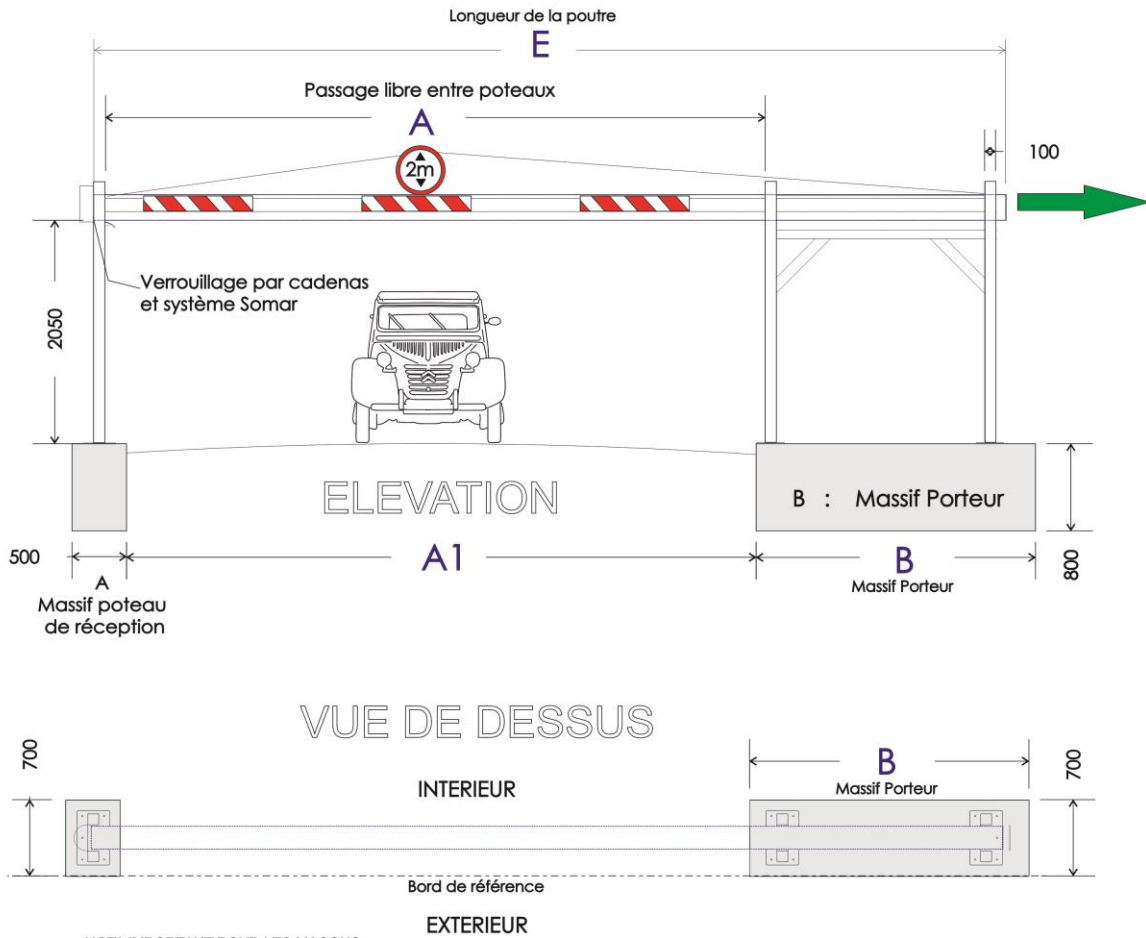 Longueur de la poutre
E
Passage libre entre poteaux
A
100
2m
Verrouillage par cadenas
et système Somar
2050
ELEVATION
B : Massif Porteur
500
A1
B
800
A
Massif Porteur
Massif poteau
de réception
VUE DE DESSUS
700
INTERIEUR
B
Massif Porteur
700
Bord de référence
EXTERIEUR